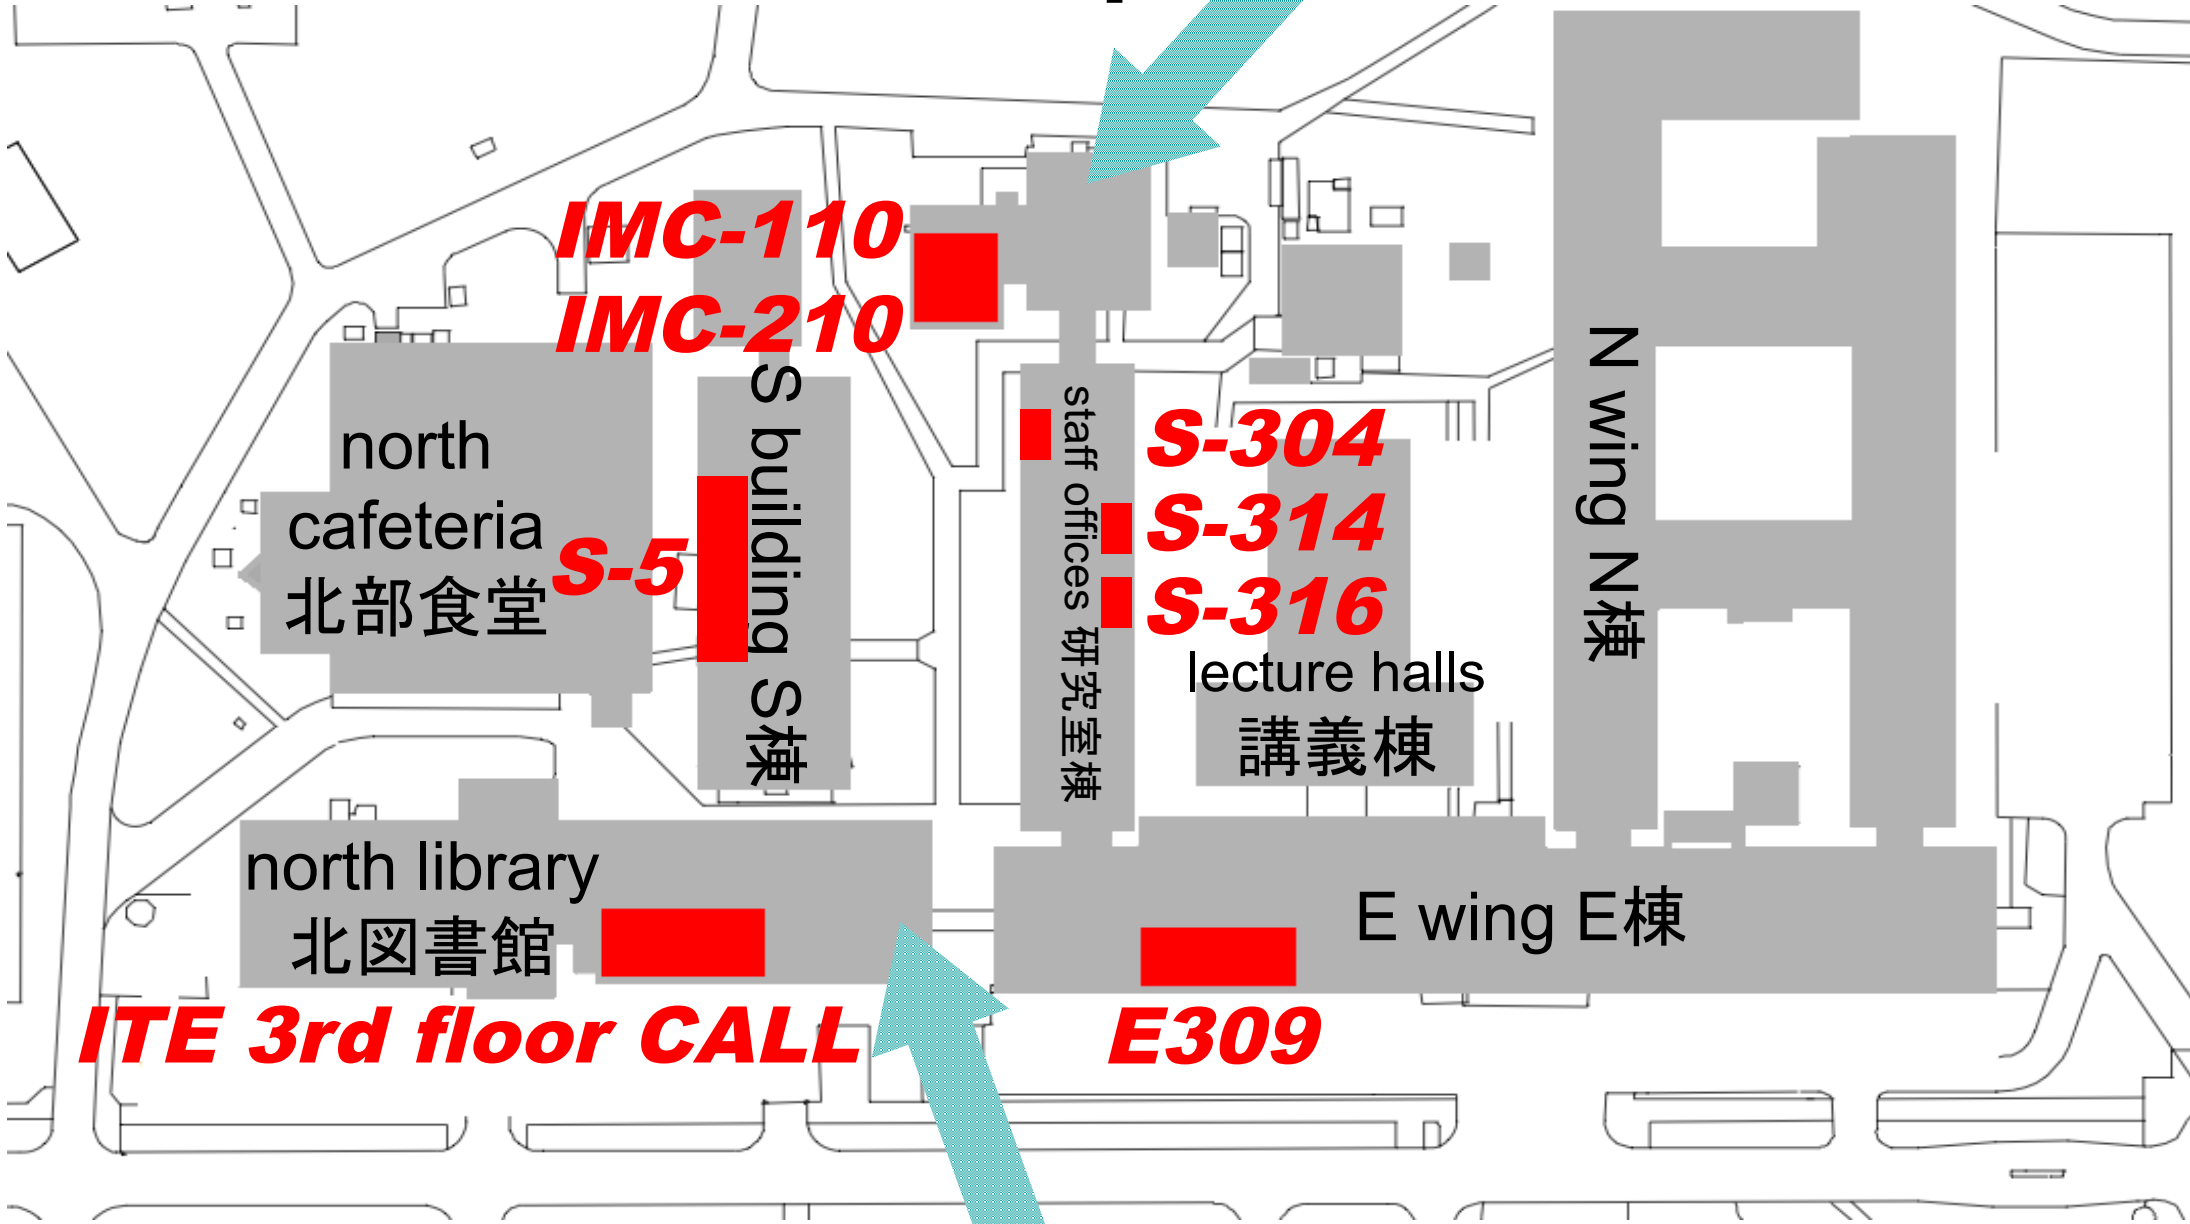 IMC-110
IMC-210
north
cafeteria
北部食堂
S-5
S building S棟
staff offices 研究室棟
S-304
S-314
S-316
lecture halls
講義棟
N wing N棟
north library
北図書館
E wing E棟
ITE 3rd floor CALL
E309